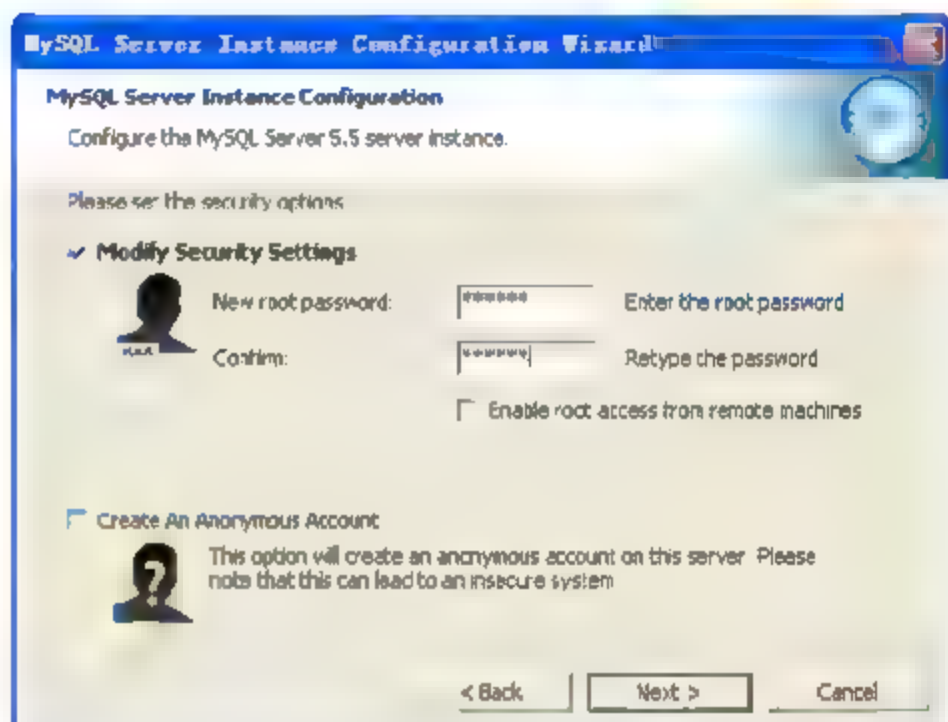 MySQL Server Instance Configuration Wizard
MySQL Server Instance Configuration
Configure the MySQL Server 5.5 server instance.
Please set the security options
Modify Security Settings
New root password: ****** Enter the root password
root
Confirm: ****** Retype the password
Enable root access from remote machines
Create An Anonymous Account
This option will create an anonymous account on this server Please
note that this can lead to an insecure system
< Back Next > Cancel